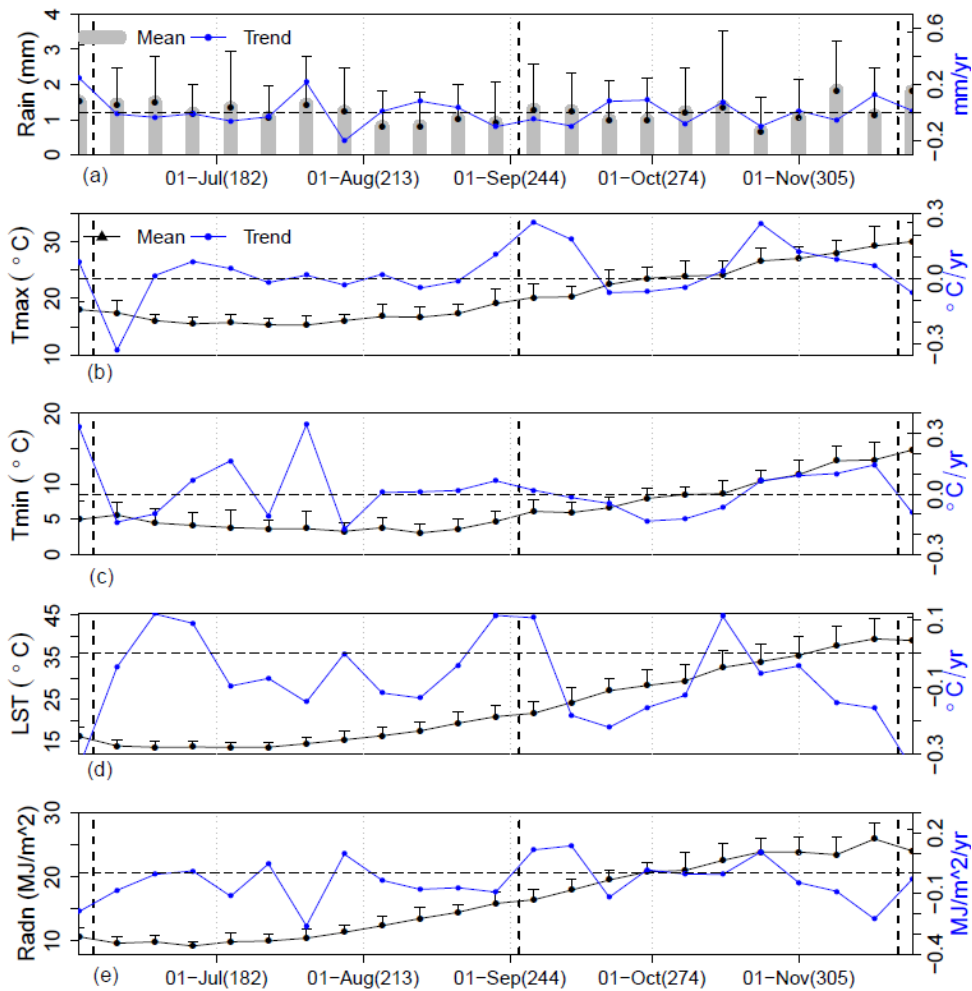 Rain (mm)
0 1 2 3 4
Mean Trend
−0.2 0.2 0.6
mm/yr
(a)
01−Jul(182) 01−Aug(213) 01−Sep(244) 01−Oct(274) 01−Nov(305)
Tmax ( °C)
10 20 30
Mean Trend
−0.3 0.0 0.3
°C/yr
(b)
Tmin ( °C)
0 5 10 20
−0.3 0.0 0.3
°C/yr
(c)
LST ( °C)
15 25 35 45
−0.3 −0.1 0.1
°C/yr
(d)
Radn (MJ/m^2)
10 20 30
−0.4 −0.1 0.2
MJ/m^2/yr
(e)
01−Jul(182) 01−Aug(213) 01−Sep(244) 01−Oct(274) 01−Nov(305)